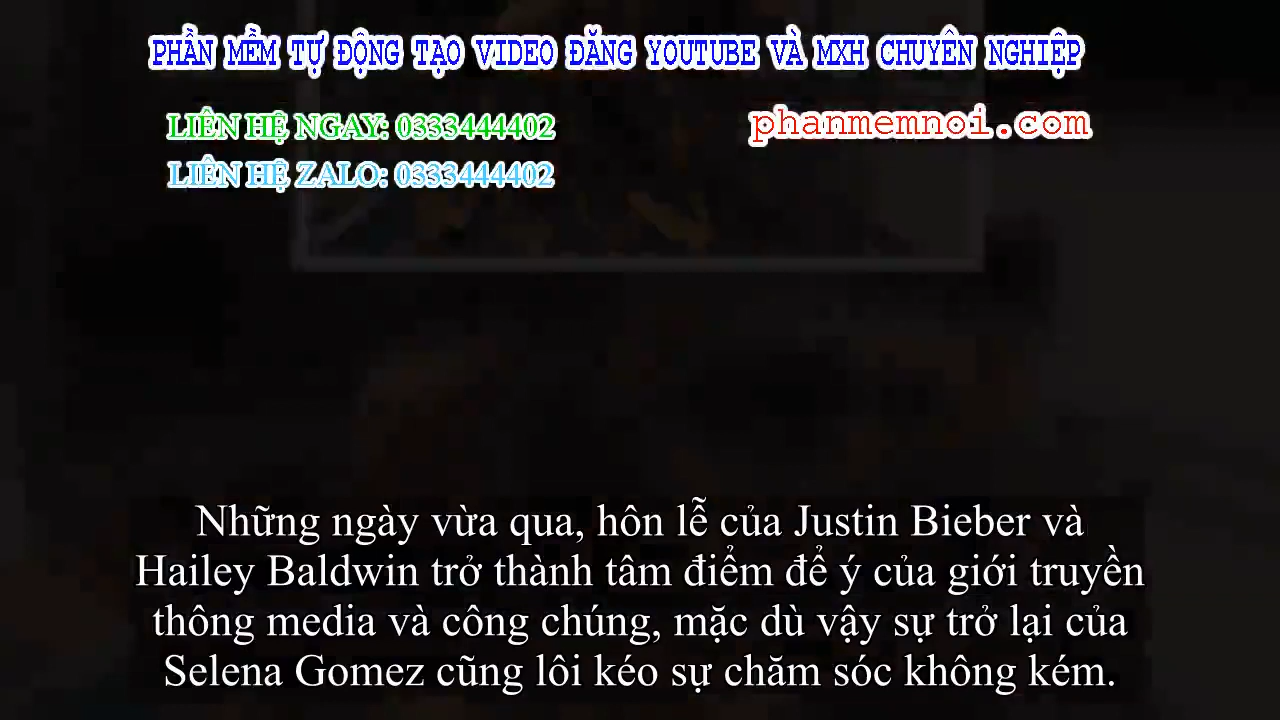 PHẦN MỀM TỰ ĐỘNG TẠO VIDEO ĐĂNG YOUTUBE VÀ MXH CHUYÊN NGHIỆP
LIÊN HỆ NGAY: 0333444402
phanmemnoi.com
LIÊN HỆ ZALO: 0333444402
Những ngày vừa qua, hôn lễ của Justin Bieber và
Hailey Baldwin trở thành tâm điểm để ý của giới truyền
thông media và công chúng, mặc dù vậy sự trở lại của
Selena Gomez cũng lôi kéo sự chăm sóc không kém.